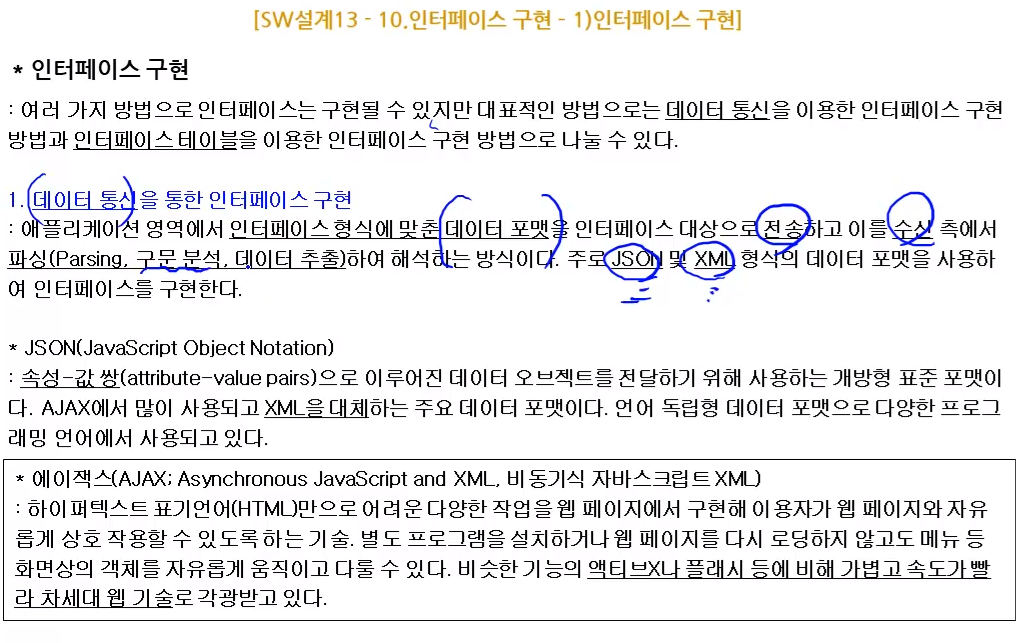 [SW설계13 - 10.인터페이스 구현 - 1)인터페이스 구현]
* 인터페이스 구현
: 여러 가지 방법으로 인터페이스는 구현될 수 있지만 대표적인 방법으로는 데이터 통신을 이용한 인터페이스 구현
방법과 인터페이스 테이블을 이용한 인터페이스 구현 방법으로 나눌 수 있다.
1. 데이터 통신을 통한 인터페이스 구현
: 애플리케이션 영역에서 인터페이스 형식에 맞춘 데이터 포맷을 인터페이스 대상으로 전송하고 이를 수신 측에서
파싱(Parsing, 구문 분석, 데이터 추출)하여 해석하는 방식이다. 주로 JSON 및 XML 형식의 데이터 포맷을 사용하
여 인터페이스를 구현한다.
* JSON(JavaScript Object Notation)
: 속성-값 쌍(attribute-value pairs)으로 이루어진 데이터 오브젝트를 전달하기 위해 사용하는 개방형 표준 포맷이
다. AJAX에서 많이 사용되고 XML을 대체하는 주요 데이터 포맷이다. 언어 독립형 데이터 포맷으로 다양한 프로그
래밍 언어에서 사용되고 있다.
* 에이잭스(AJAX; Asynchronous JavaScript and XML, 비동기식 자바스크립트 XML)
: 하이퍼텍스트 표기언어(HTML)만으로 어려운 다양한 작업을 웹 페이지에서 구현해 이용자가 웹 페이지와 자유
롭게 상호 작용할 수 있도록 하는 기술. 별도 프로그램을 설치하거나 웹 페이지를 다시 로딩하지 않고도 메뉴 등
화면상의 객체를 자유롭게 움직이고 다룰 수 있다. 비슷한 기능의 액티브X나 플래시 등에 비해 가볍고 속도가 빨
라 차세대 웹 기술로 각광받고 있다.